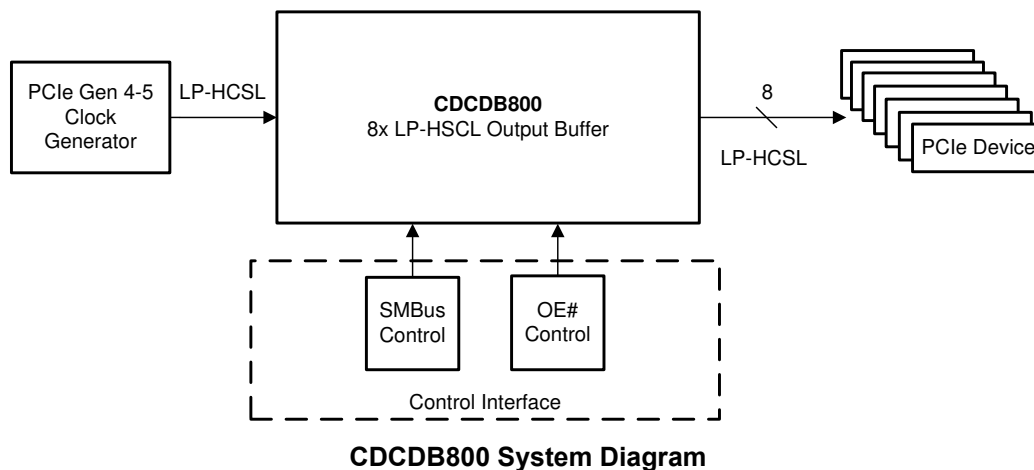 PCIe Gen 4-5
Clock
Generator
LP-HCSL
CDCDB800
8x LP-HSCL Output Buffer
8
LP-HCSL
PCIe Device
SMBus
Control
OE#
Control
Control Interface
CDCDB800 System Diagram